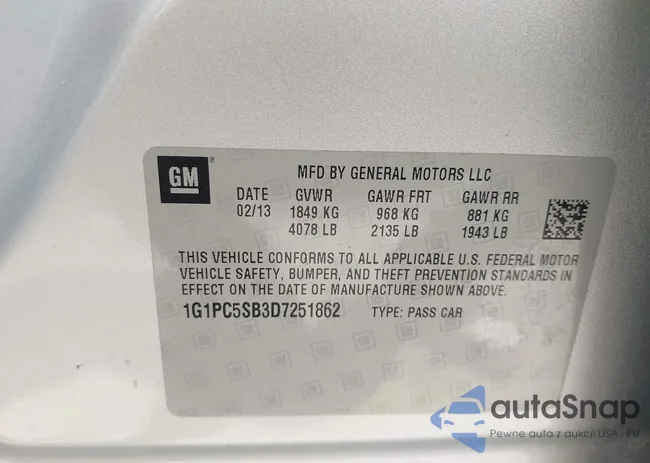 GM
MFD BY GENERAL MOTORS LLC
DATE GVWR GAWR FRT GAWR RR
02/13 1849 KG 968 KG 881 KG
4078 LB 2135 LB 1943 LB
THIS VEHICLE CONFORMS TO ALL APPLICABLE U.S. FEDERAL MOTOR
VEHICLE SAFETY, BUMPER, AND THEFT PREVENTION STANDARDS IN
EFFECT ON THE DATE OF MANUFACTURE SHOWN ABOVE.
1G1PC5SB3D7251862 TYPE: PASS CAR
autaSnap
Pewne auta z aukcji USA - EU